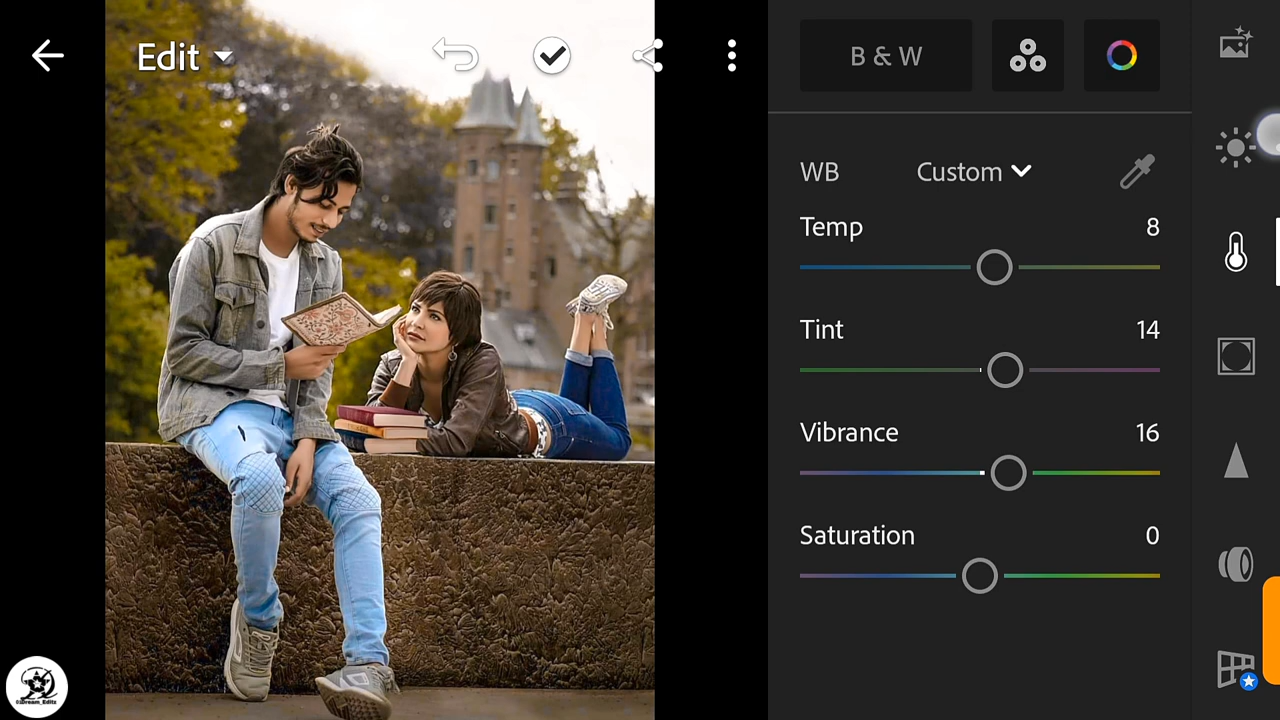 Edit
B & W
WB
Custom
Temp
8
Tint
14
Vibrance
16
Saturation
0